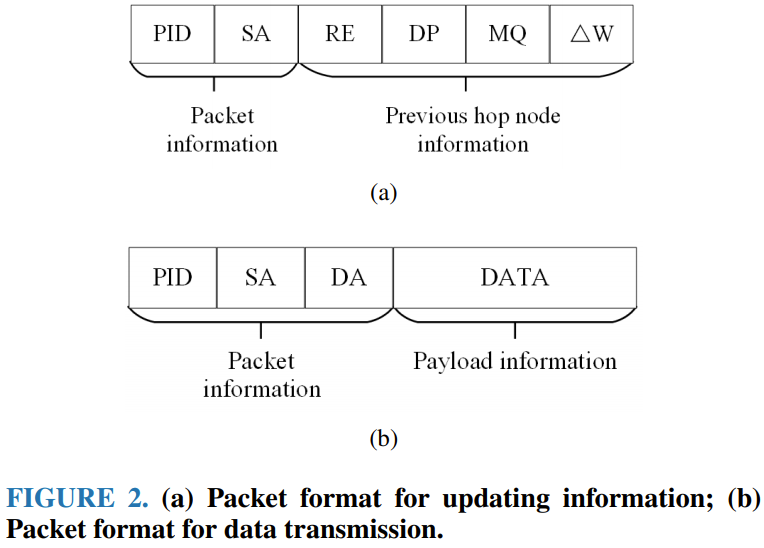 PID SA RE DP MQ △W
Packet
information
Previous hop node
information
(a)
PID SA DA DATA
Packet
information
Payload information
(b)
FIGURE 2. (a) Packet format for updating information; (b)
Packet format for data transmission.